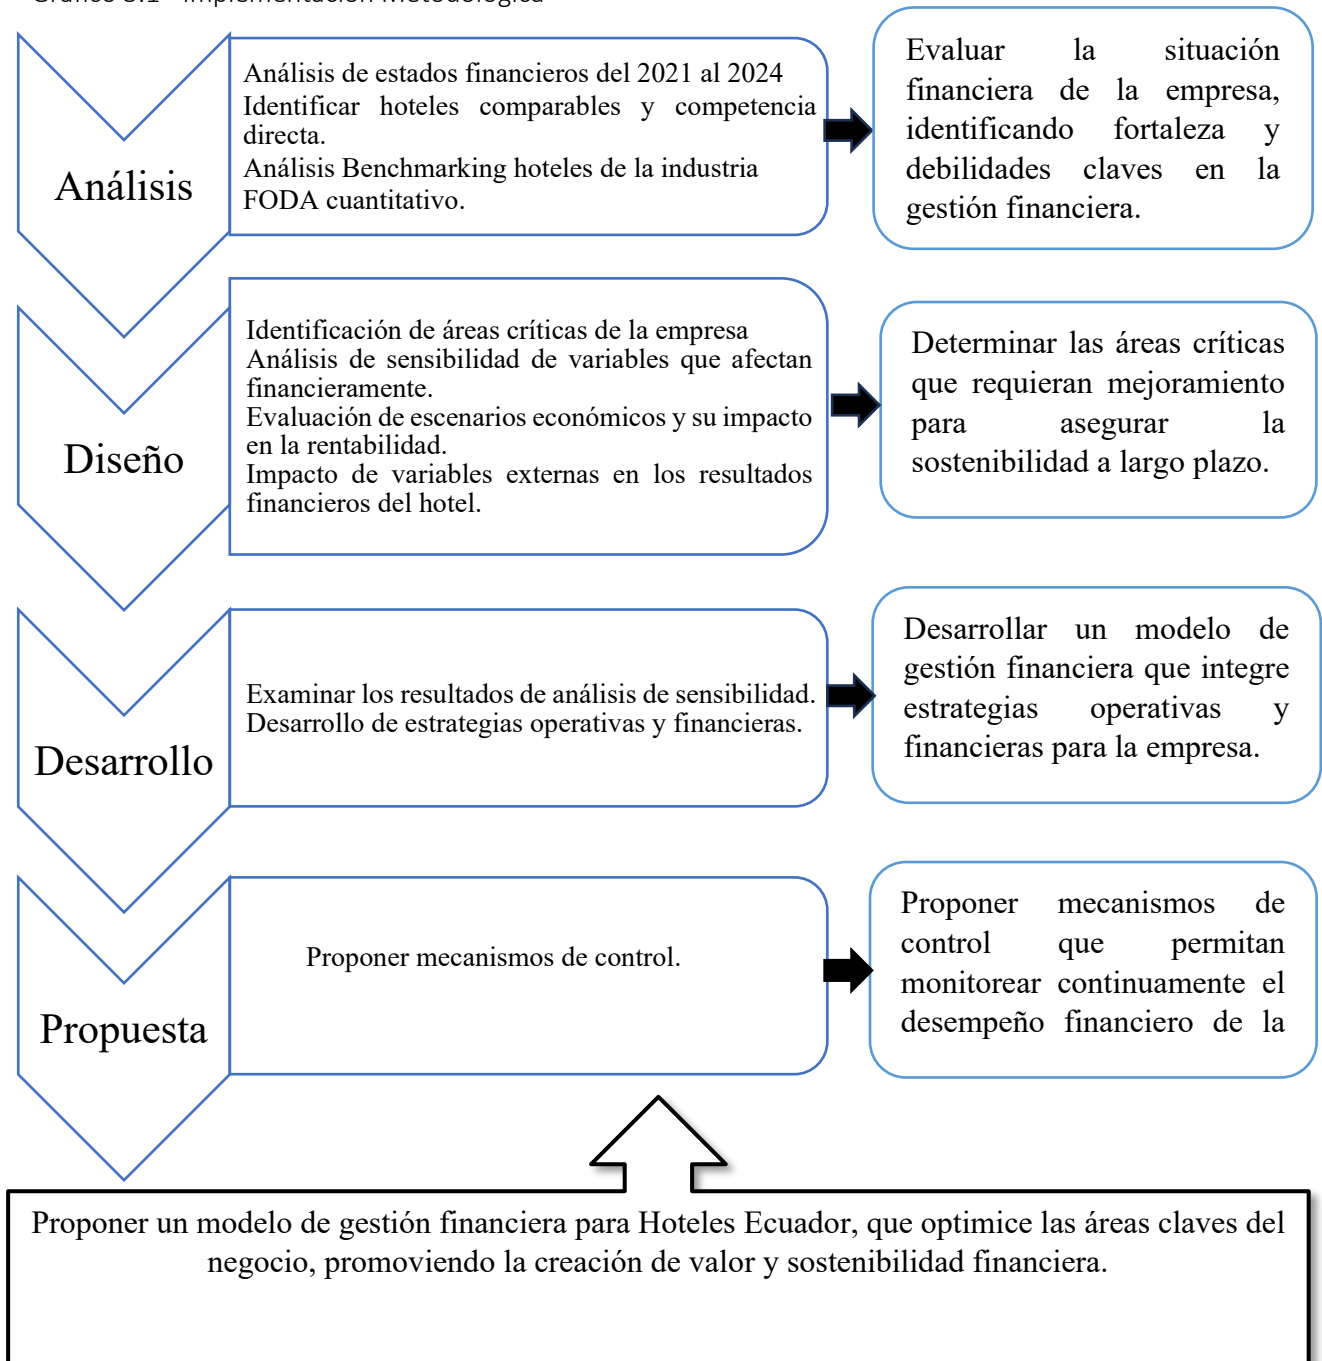 Gráfico 3.1 - Implementación Metodológica
Análisis
Análisis de estados financieros del 2021 al 2024
Identificar hoteles comparables y competencia
directa.
Análisis Benchmarking hoteles de la industria
FODA cuantitativo.
Evaluar la situación
financiera de la empresa,
identificando fortaleza y
debilidades claves en la
gestión financiera.
Diseño
Identificación de áreas críticas de la empresa
Análisis de sensibilidad de variables que afectan
financieramente.
Evaluación de escenarios económicos y su impacto
en la rentabilidad.
Impacto de variables externas en los resultados
financieros del hotel.
Determinar las áreas críticas
que requieran mejoramiento
para asegurar la
sostenibilidad a largo plazo.
Desarrollo
Examinar los resultados de análisis de sensibilidad.
Desarrollo de estrategias operativas y financieras.
Desarrollar un modelo de
gestión financiera que integre
estrategias operativas y
financieras para la empresa.
Propuesta
Proponer mecanismos de control.
Proponer mecanismos de
control que permitan
monitorear continuamente el
desempeño financiero de la
Proponer un modelo de gestión financiera para Hoteles Ecuador, que optimice las áreas claves del
negocio, promoviendo la creación de valor y sostenibilidad financiera.